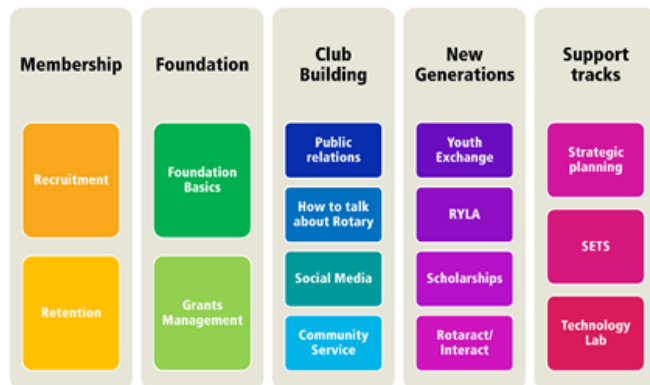 Membership
Recruitment
Retention
Foundation
Foundation
Basics
Grants
Management
Club
Building
Public
relations
How to talk
about Rotary
Social Media
Community
Service
New
Generations
Youth
Exchange
RYLA
Scholarships
Rotaract/
Interact
Support
tracks
Strategic
planning
SETS
Technology
Lab